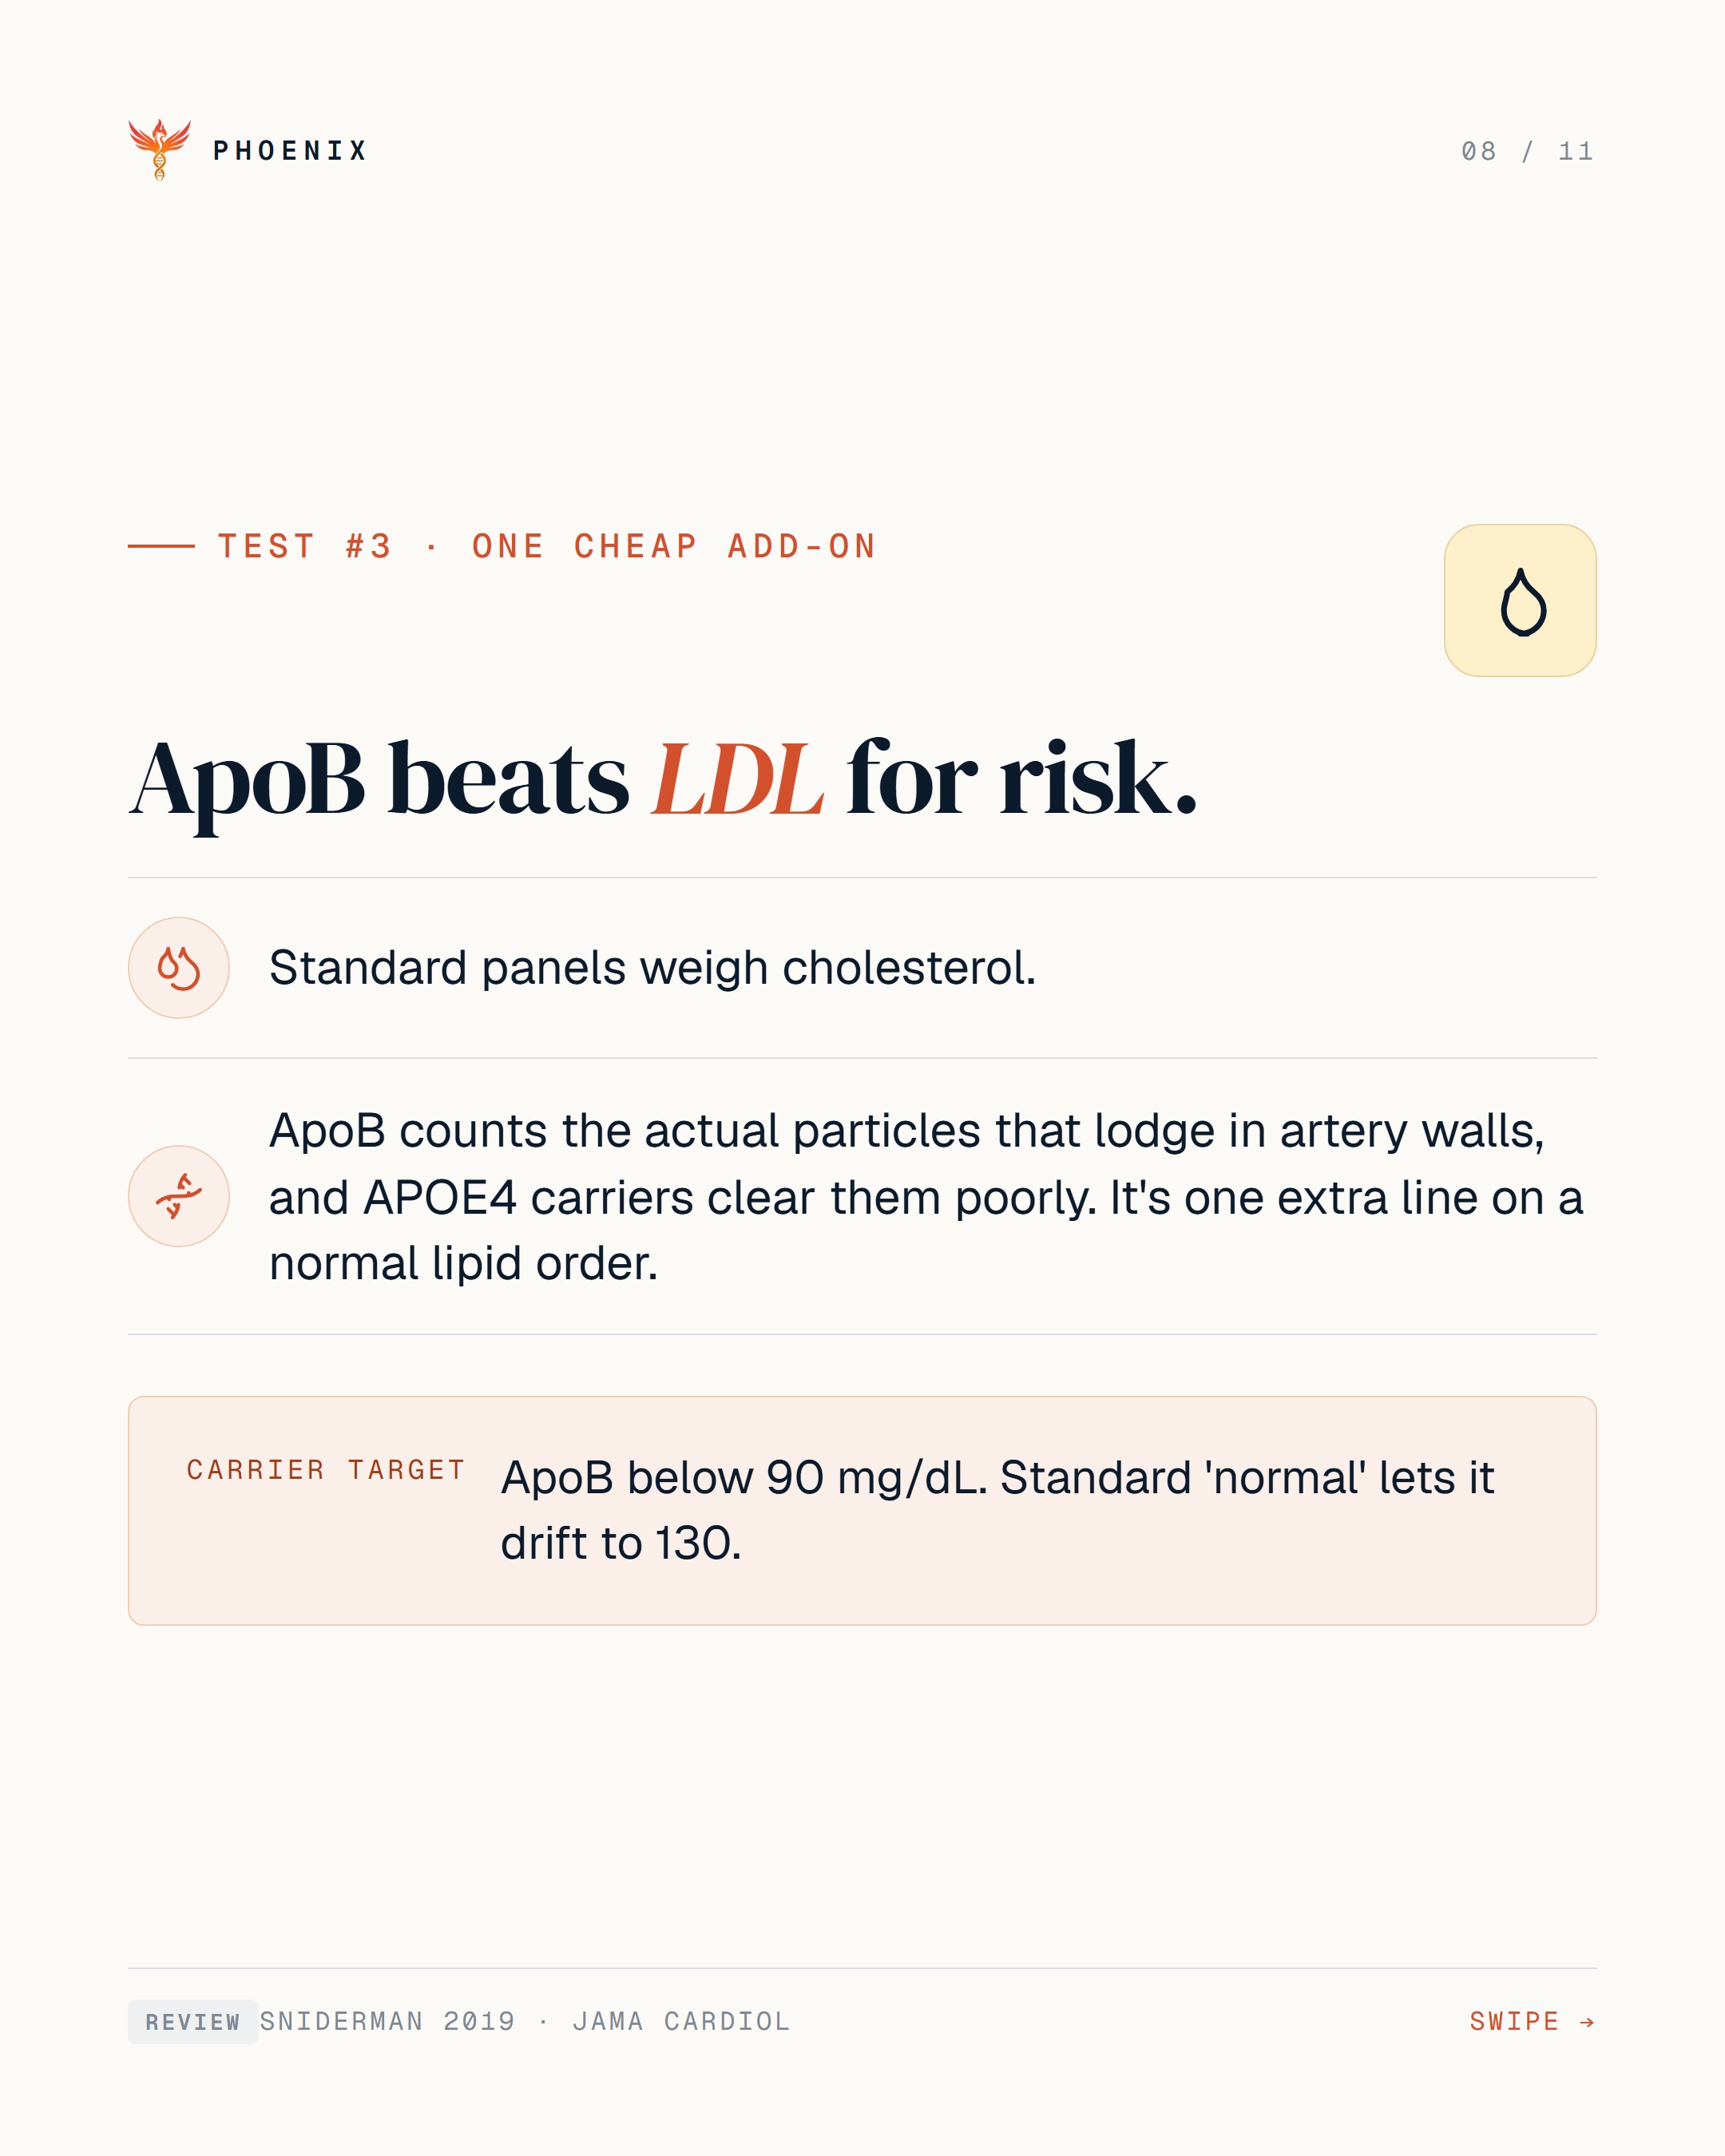 PHOENIX
08 / 11
TEST #3 · ONE CHEAP ADD-ON
ApoB beats LDL for risk.
Standard panels weigh cholesterol.
ApoB counts the actual particles that lodge in artery walls,
and APOE4 carriers clear them poorly. It's one extra line on a
normal lipid order.
CARRIER TARGET
ApoB below 90 mg/dL. Standard 'normal' lets it
drift to 130.
REVIEW SNIDERMAN 2019 · JAMA CARDIOL
SWIPE →